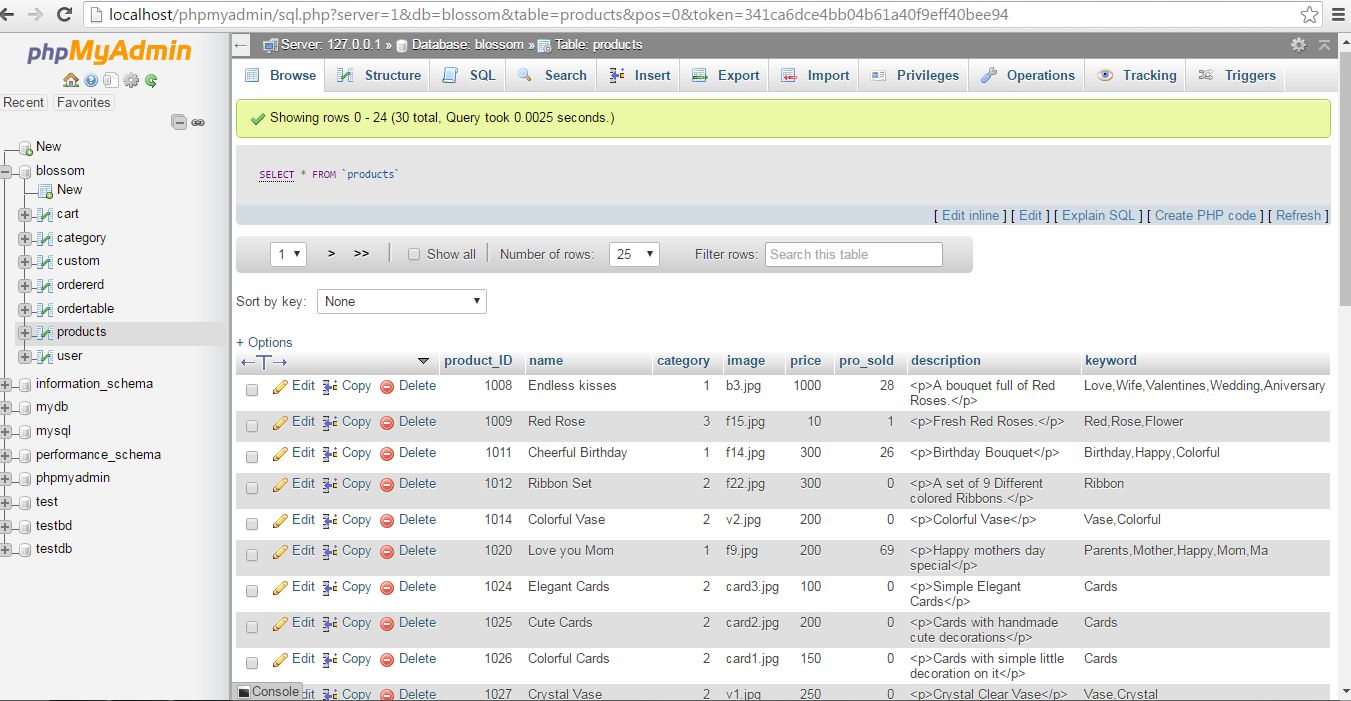 localhost/phpmyadmin/sql.php?server=1&db=blossom&table=products&pos=0&token=341ca6dce4bb04b61a40f9eff40bee94
phpMyAdmin
Recent Favorites
New
blossom
New
cart
category
custom
ordererd
ordertable
products
user
information_schema
mydb
mysql
performance_schema
phpmyadmin
test
testbd
testdb
Server: 127.0.0.1 » Database: blossom » Table: products
Browse Structure SQL Search Insert Export Import Privileges Operations Tracking Triggers
Showing rows 0 - 24 (30 total, Query took 0.0025 seconds.)
SELECT * FROM `products`
[ Edit inline ] [ Edit ] [ Explain SQL ] [ Create PHP code ] [ Refresh ]
1 > >> Show all Number of rows: 25 Filter rows: Search this table
Sort by key: None
+ Options
←T→ product_ID name category image price pro_sold description keyword
Edit Copy Delete 1008 Endless kisses 1 b3.jpg 1000 28 <p>A bouquet full of Red Love,Wife,Valentines,Wedding,Aniversary
Roses.</p>
Edit Copy Delete 1009 Red Rose 3 f15.jpg 10 1 <p>Fresh Red Roses.</p> Red,Rose,Flower
Edit Copy Delete 1011 Cheerful Birthday 1 f14.jpg 300 26 <p>Birthday Bouquet</p> Birthday,Happy,Colorful
Edit Copy Delete 1012 Ribbon Set 2 f22.jpg 300 0 <p>A set of 9 Different Ribbon
colored Ribbons.</p>
Edit Copy Delete 1014 Colorful Vase 2 v2.jpg 200 0 <p>Colorful Vase</p> Vase,Colorful
Edit Copy Delete 1020 Love you Mom 1 f9.jpg 200 69 <p>Happy mothers day Parents,Mother,Happy,Mom,Ma
special</p>
Edit Copy Delete 1024 Elegant Cards 2 card3.jpg 100 0 <p>Simple Elegant Cards
Cards</p>
Edit Copy Delete 1025 Cute Cards 2 card2.jpg 200 0 <p>Cards with handmade Cards
cute decorations</p>
Edit Copy Delete 1026 Colorful Cards 2 card1.jpg 150 0 <p>Cards with simple little Cards
decoration on it</p>
Console dit Copy Delete 1027 Crystal Vase 2 v1.jpg 250 0 <p>Crystal Clear Vase</p> Vase,Crystal